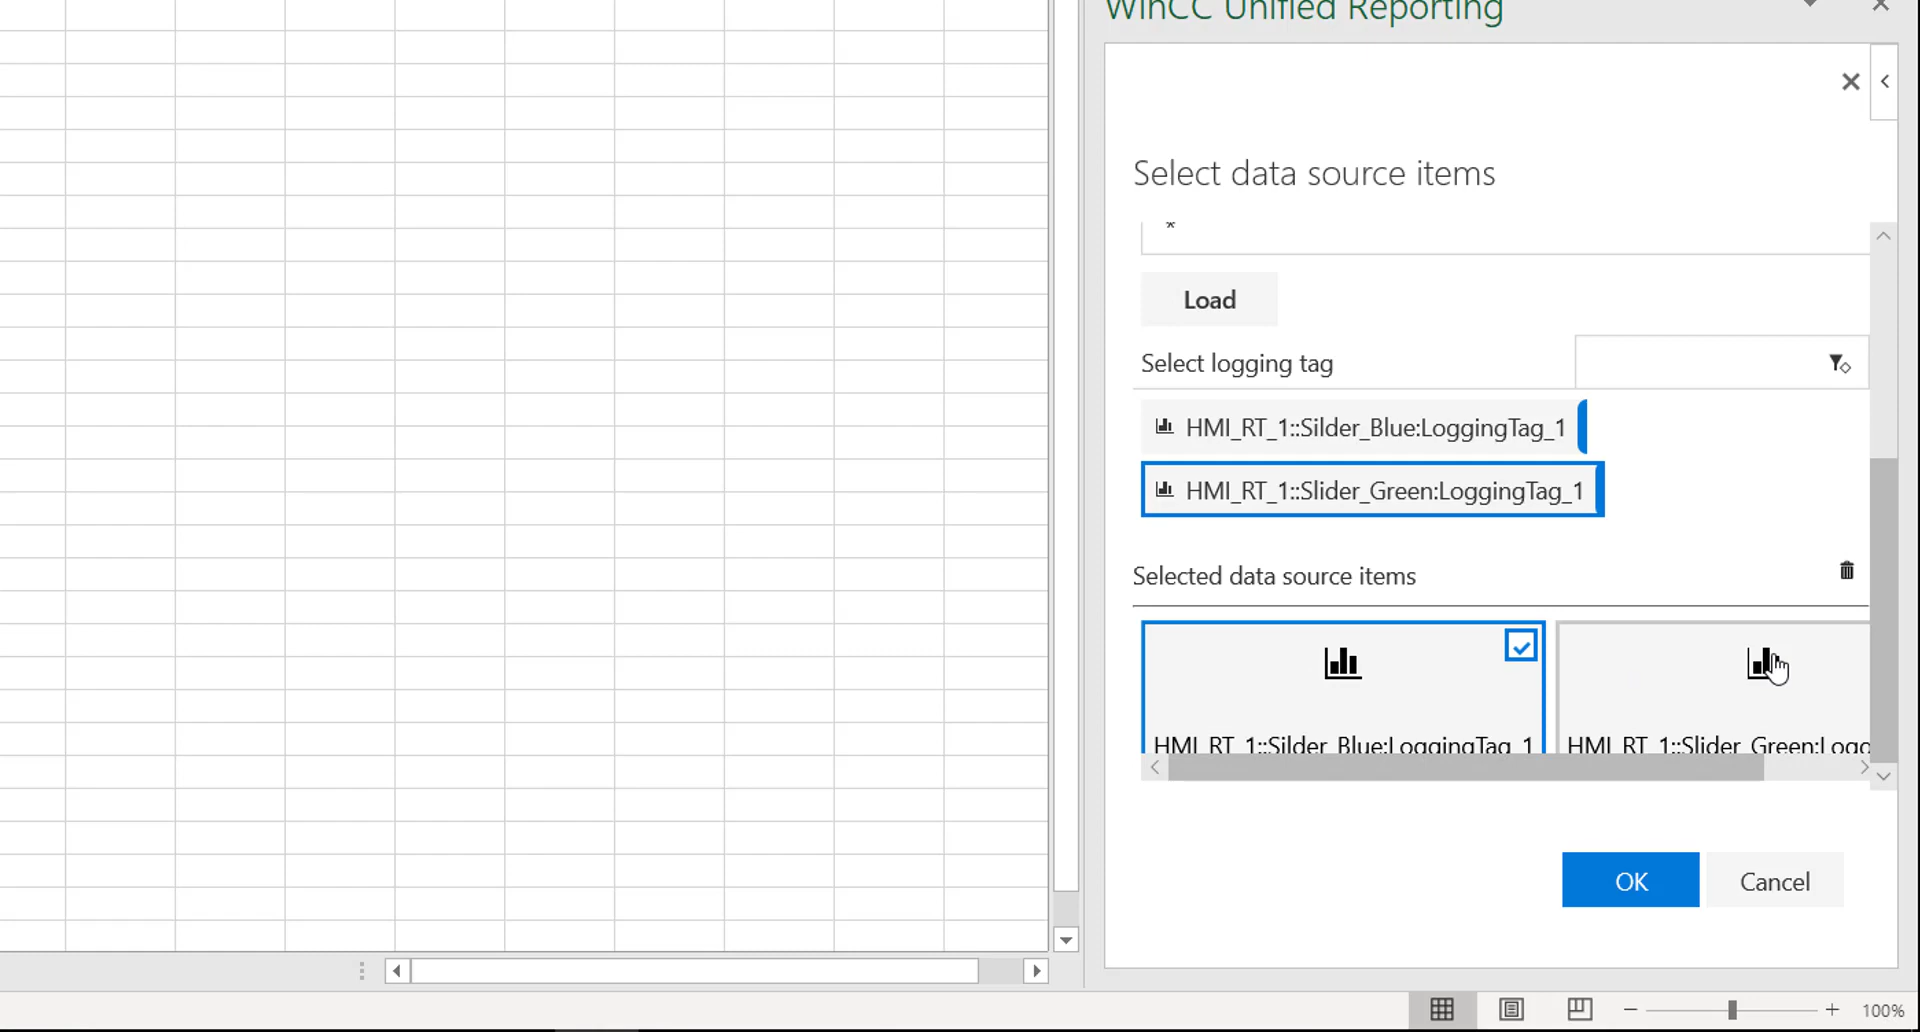 WinCC Unified Reporting
Select data source items
*
Load
Select logging tag
HMI_RT_1::Silder_Blue:LoggingTag_1
HMI_RT_1::Slider_Green:LoggingTag_1
Selected data source items
HMI_RT_1::Silder_Blue:LoggingTag_1
HMI_RT_1::Slider_Green:Logg
OK
Cancel
100%